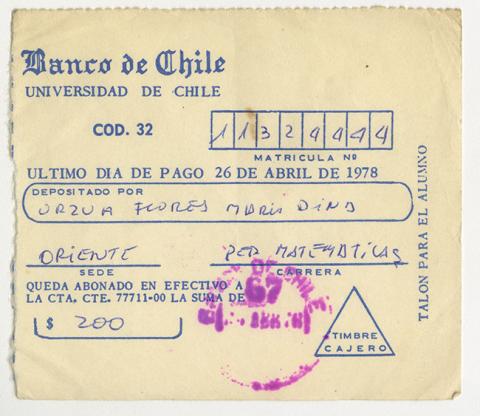 Banco de Chile
UNIVERSIDAD DE CHILE
COD. 32
MATRICULA Nº
ULTIMO DIA DE PAGO 26 DE ABRIL DE 1978
DEPOSITADO POR
URZUA FLORES MARIA DINA
ORIENTE PED MATEMATICAS
SEDE CARRERA
QUEDA ABONADO EN EFECTIVO A
LA CTA. CTE. 77711-00 LA SUMA DE
$ 200
67
TIMBRE
CAJERO
TALON PARA EL ALUMNO